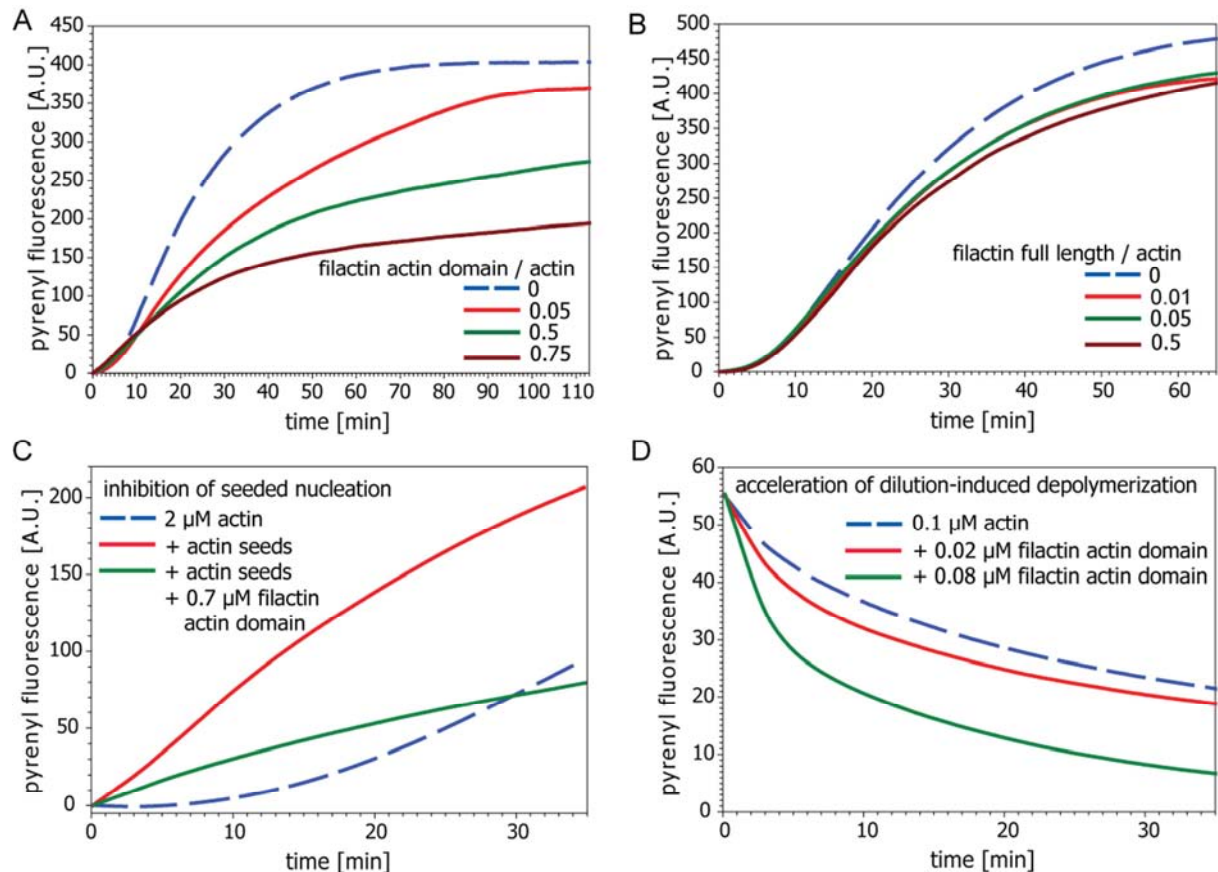 A
pyrenyl fluorescence [A.U.]
450
400
350
300
250
200
150
100
50
0
filactin actin domain / actin
0
0.05
0.5
0.75
0 10 20 30 40 50 60 70 80 90 100 110
time [min]
B
pyrenyl fluorescence [A.U.]
500
450
400
350
300
250
200
150
100
50
0
filactin full length / actin
0
0.01
0.05
0.5
0 10 20 30 40 50 60
time [min]
C
pyrenyl fluorescence [A.U.]
200
150
100
50
0
inhibition of seeded nucleation
2 µM actin
+ actin seeds
+ actin seeds
+ 0.7 µM filactin
actin domain
0 10 20 30
time [min]
D
pyrenyl fluorescence [A.U.]
60
50
40
30
20
10
0
acceleration of dilution-induced depolymerization
0.1 µM actin
+ 0.02 µM filactin actin domain
+ 0.08 µM filactin actin domain
0 10 20 30
time [min]